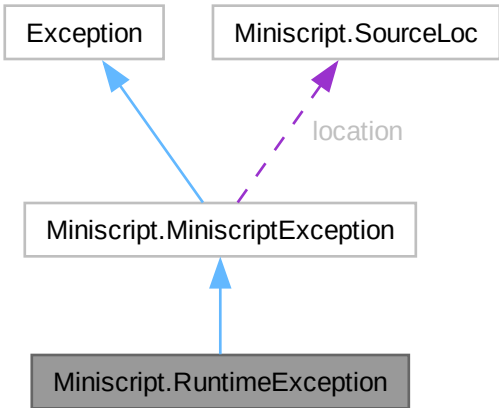 Exception
Miniscript.SourceLoc
location
Miniscript.MiniscriptException
Miniscript.RuntimeException